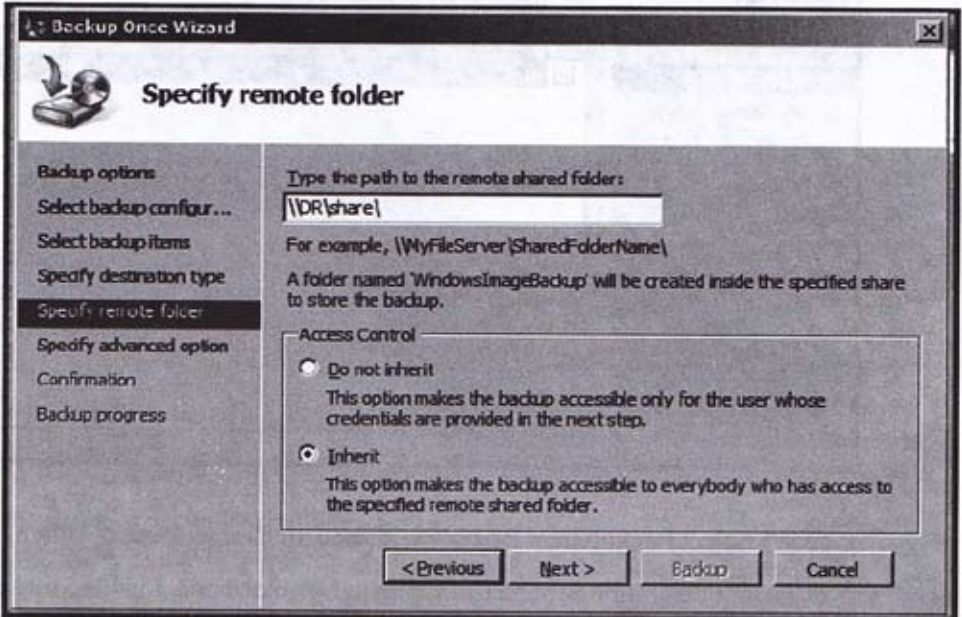 Backup Once Wizard
Specify remote folder
Backup options
Select backup configur...
Select backup items
Specify destination type
Specify remote folder
Specify advanced option
Confirmation
Backup progress
Type the path to the remote shared folder:
\\DR\share\
For example, \\MyFileServer\SharedFolderName\
A folder named 'WindowsImageBackup' will be created inside the specified share
to store the backup.
Access Control
Do not inherit
This option makes the backup accessible only for the user whose
credentials are provided in the next step.
Inherit
This option makes the backup accessible to everybody who has access to
the specified remote shared folder.
< Previous
Next >
Backup
Cancel